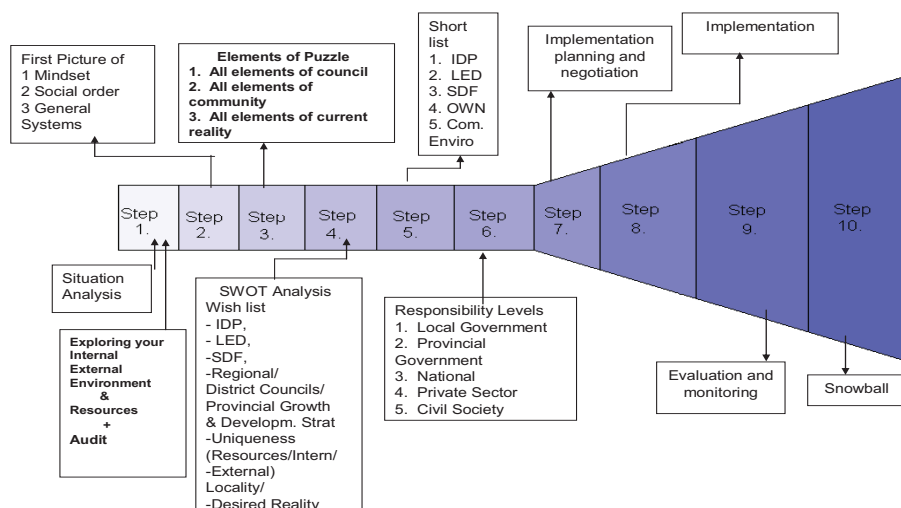 First Picture of
1 Mindset
2 Social order
3 General
Systems
Elements of Puzzle
1. All elements of council
2. All elements of
community
3. All elements of current
reality
Short
list
1. IDP
2. LED
3. SDF
4. OWN
5. Com.
Enviro
Implementation
planning and
negotiation
Implementation
Step
1.
Step
2.
Step
3.
Step
4.
Step
5.
Step
6.
Step
7.
Step
8.
Step
9.
Step
10.
Situation
Analysis
Exploring your
Internal
External
Environment
&
Resources
+
Audit
SWOT Analysis
Wish list
- IDP,
- LED,
-SDF,
-Regional/
District Councils/
Provincial Growth
& Developm. Strat
-Uniqueness
(Resources/Intern/
-External)
Locality/
-Desired Reality
Responsibility Levels
1. Local Government
2. Provincial
Government
3. National
4. Private Sector
5. Civil Society
Evaluation and
monitoring
Snowball